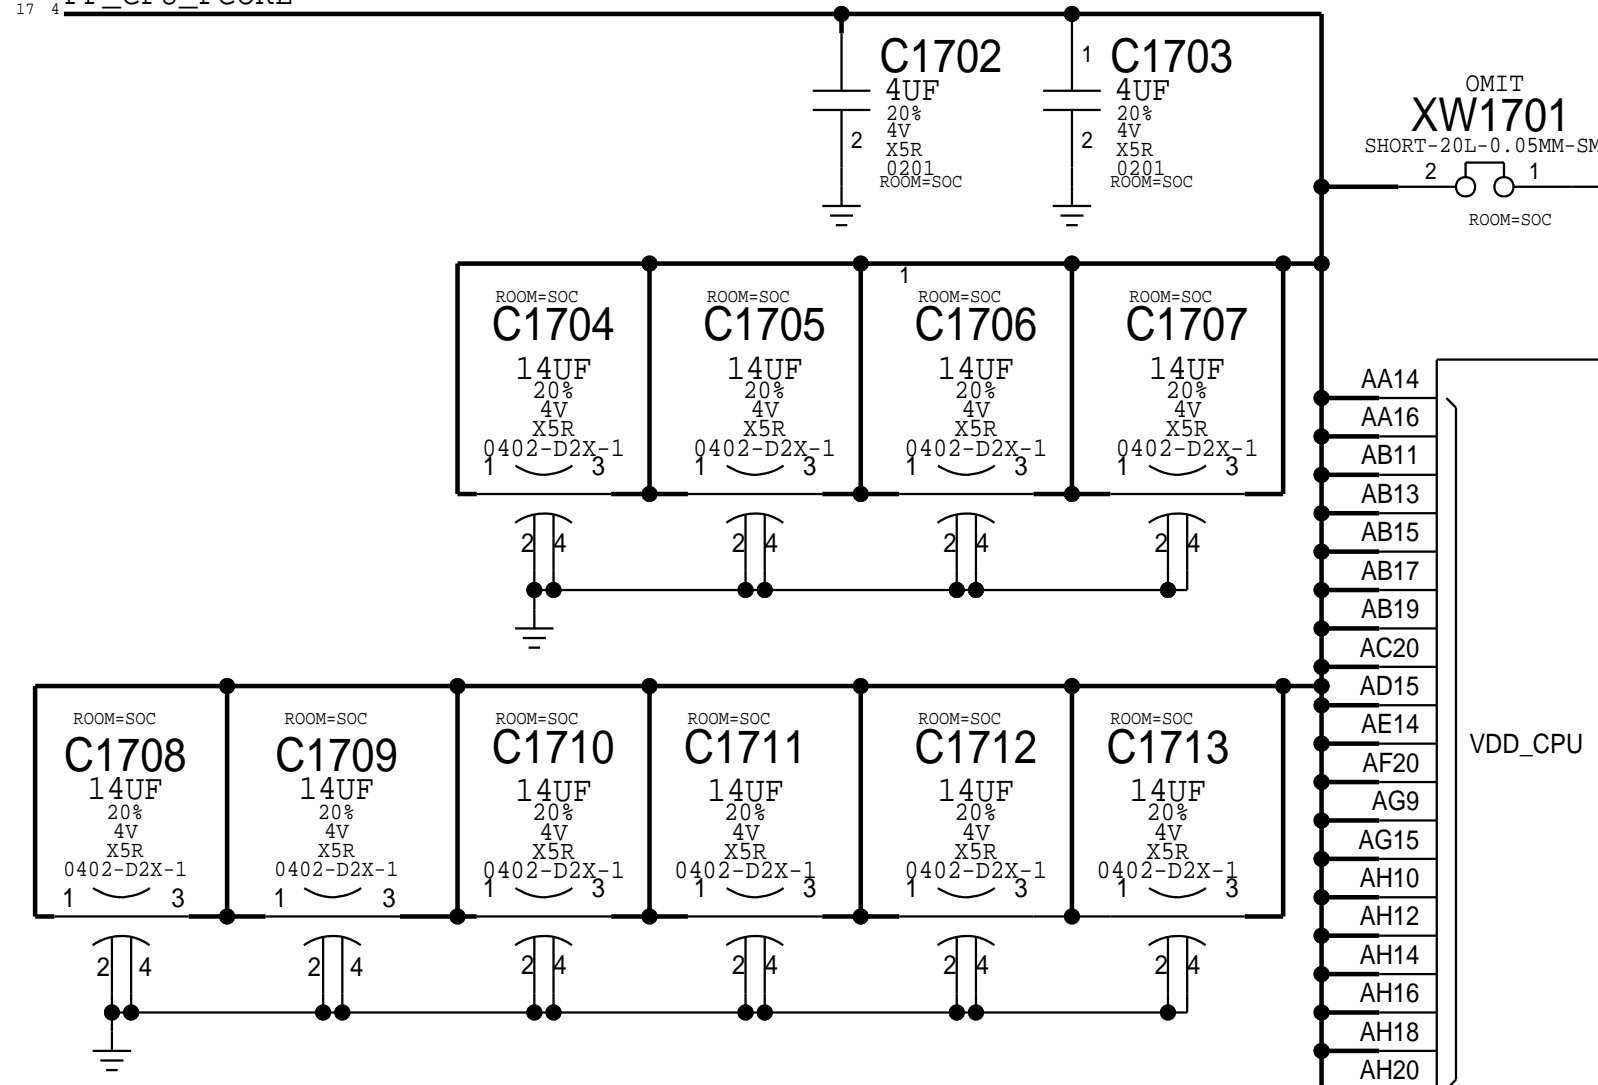 17 4
C1702
4UF
20%
4V
X5R
0201
ROOM=SOC
2
1
C1703
4UF
20%
4V
X5R
0201
ROOM=SOC
2
OMIT
XW1701
SHORT-20L-0.05MM-SM
2 1
ROOM=SOC
1
ROOM=SOC
C1704
14UF
20%
4V
X5R
0402-D2X-1
1 3
2 4
ROOM=SOC
C1705
14UF
20%
4V
X5R
0402-D2X-1
1 3
2 4
ROOM=SOC
C1706
14UF
20%
4V
X5R
0402-D2X-1
1 3
2 4
ROOM=SOC
C1707
14UF
20%
4V
X5R
0402-D2X-1
1 3
2 4
ROOM=SOC
C1708
14UF
20%
4V
X5R
0402-D2X-1
1 3
2 4
ROOM=SOC
C1709
14UF
20%
4V
X5R
0402-D2X-1
1 3
2 4
ROOM=SOC
C1710
14UF
20%
4V
X5R
0402-D2X-1
1 3
2 4
ROOM=SOC
C1711
14UF
20%
4V
X5R
0402-D2X-1
1 3
2 4
ROOM=SOC
C1712
14UF
20%
4V
X5R
0402-D2X-1
1 3
2 4
ROOM=SOC
C1713
14UF
20%
4V
X5R
0402-D2X-1
1 3
2 4
AA14
AA16
AB11
AB13
AB15
AB17
AB19
AC20
AD15
AE14
AF20
AG9
AG15
AH10
AH12
AH14
AH16
AH18
AH20
VDD_CPU